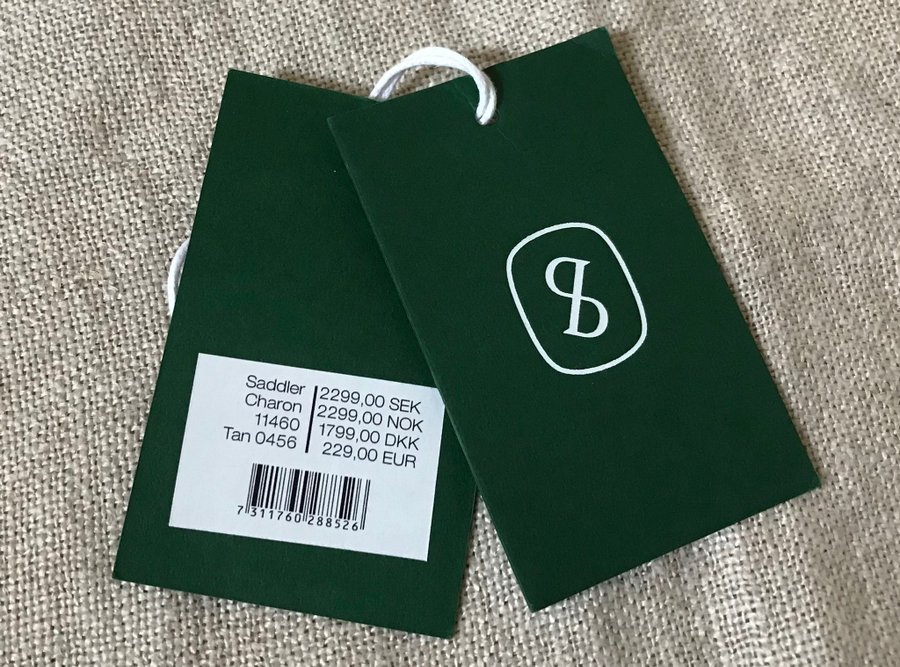 Saddler
Charon
11460
Tan 0456
2299,00 SEK
2299,00 NOK
1799,00 DKK
229,00 EUR
7 311760 288526